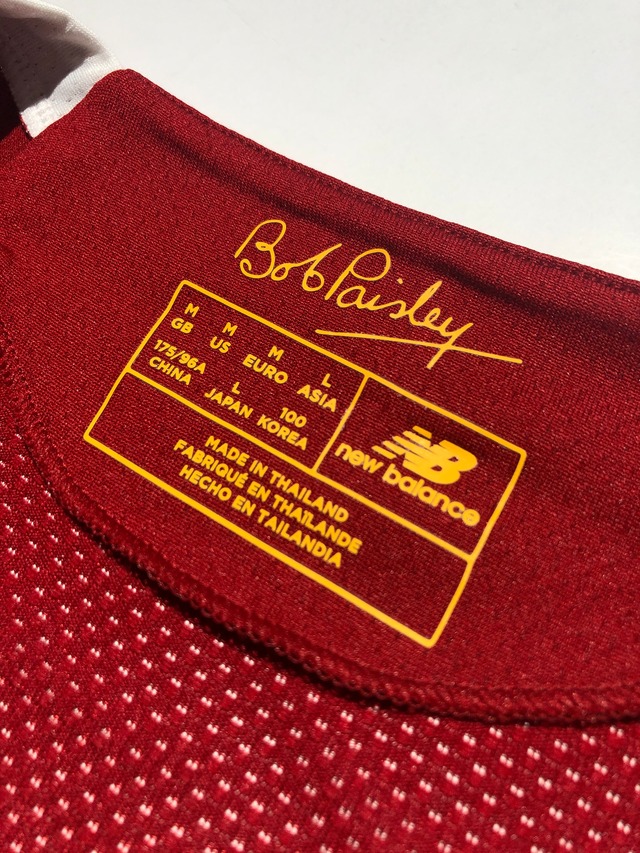 Bob Paisley
M M M L
GB US EURO ASIA
175/96A L 100
CHINA JAPAN KOREA
NB
new balance
MADE IN THAILAND
FABRIQUÉ EN THAÏLANDE
HECHO EN TAILANDIA